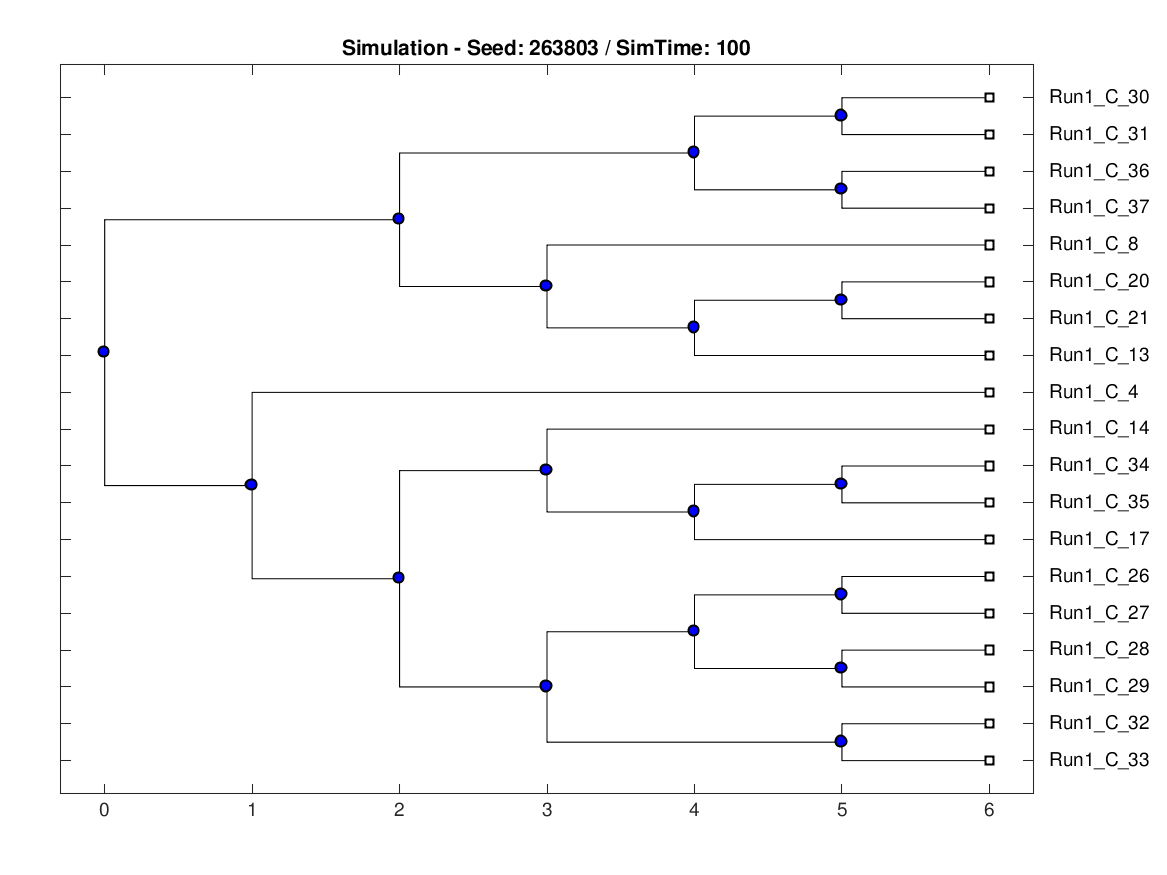 Simulation - Seed: 263803 / SimTime: 100
Run1_C_30
Run1_C_31
Run1_C_36
Run1_C_37
Run1_C_8
Run1_C_20
Run1_C_21
Run1_C_13
Run1_C_4
Run1_C_14
Run1_C_34
Run1_C_35
Run1_C_17
Run1_C_26
Run1_C_27
Run1_C_28
Run1_C_29
Run1_C_32
Run1_C_33
0 1 2 3 4 5 6